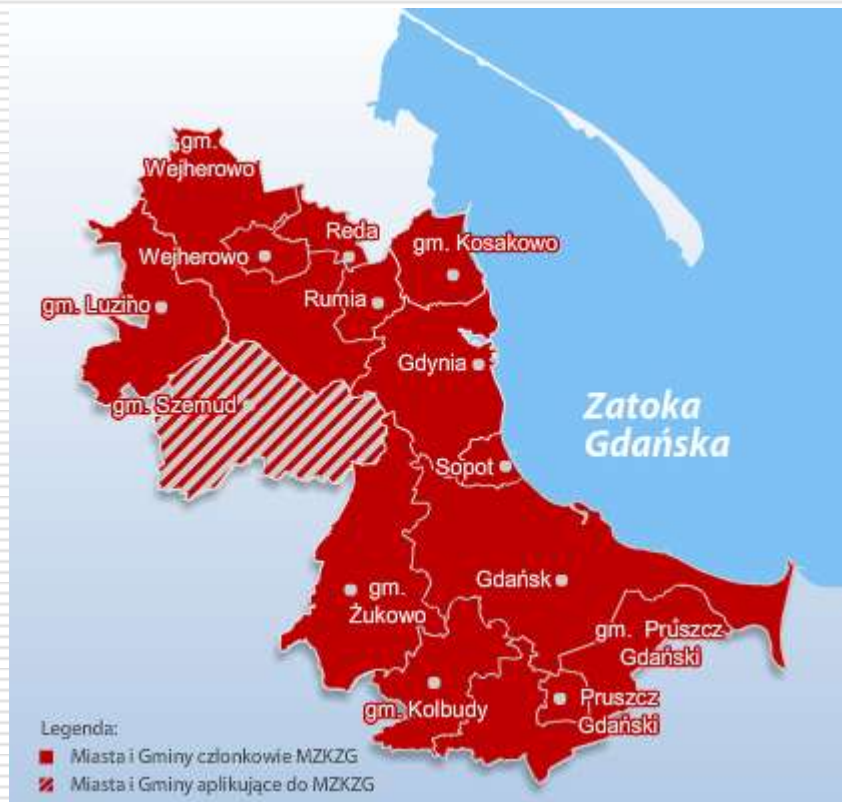 gm.
Wejherowo
Reda
gm. Kosakowo
Wejherowo
gm. Luzino
Rumia
Gdynia
gm. Szemud
Zatoka
Gdańska
Sopot
Gdańsk
gm.
Żukowo
gm. Pruszcz
Gdański
gm. Kolbudy
Pruszcz
Gdański
Legenda:
Miasta i Gminy członkowie MZKZG
Miasta i Gminy aplikujące do MZKZG